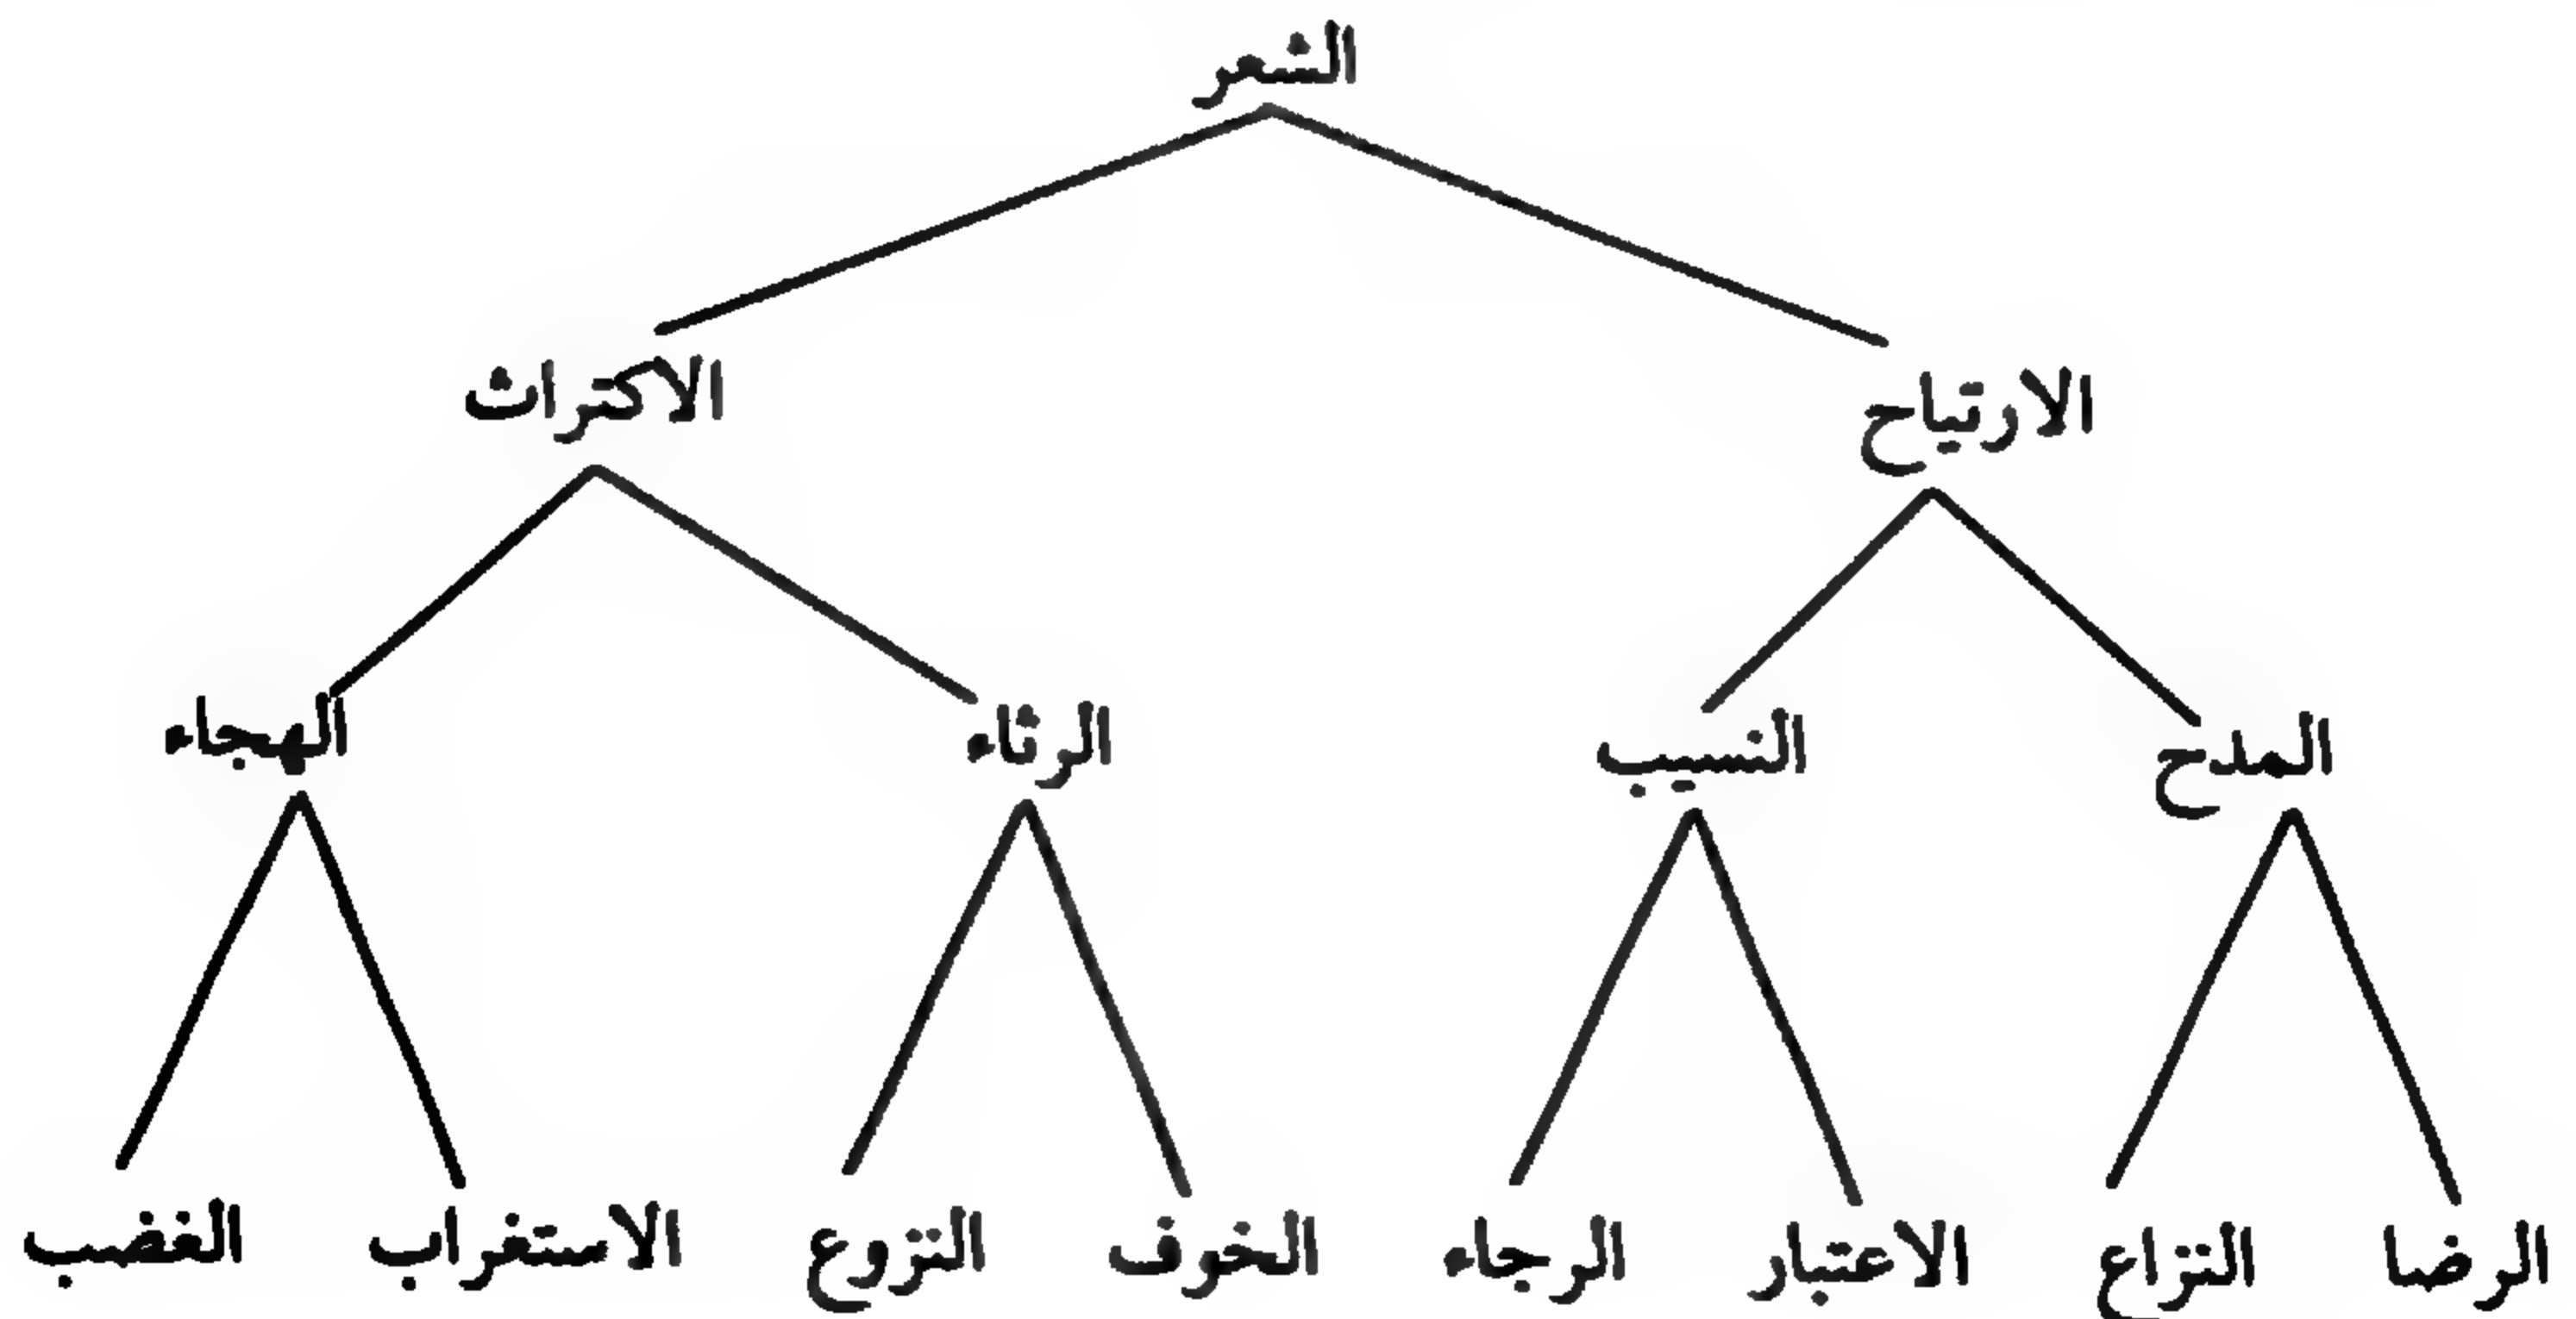 الشعر
الارتياح الاكتراث
المدح النسيب الرثاء الهجاء
الرضا النزاع الاعتبار الرجاء الخوف النزوع الاستغراب الغضب